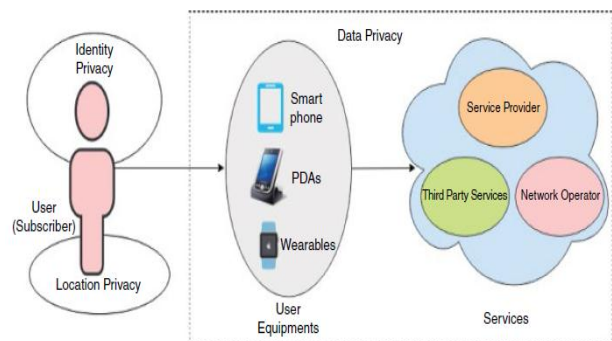 Identity
Privacy
User
(Subscriber)
Location Privacy
Data Privacy
Smart
phone
PDAs
Wearables
User
Equipments
Service Provider
Third Party Services
Network Operator
Services